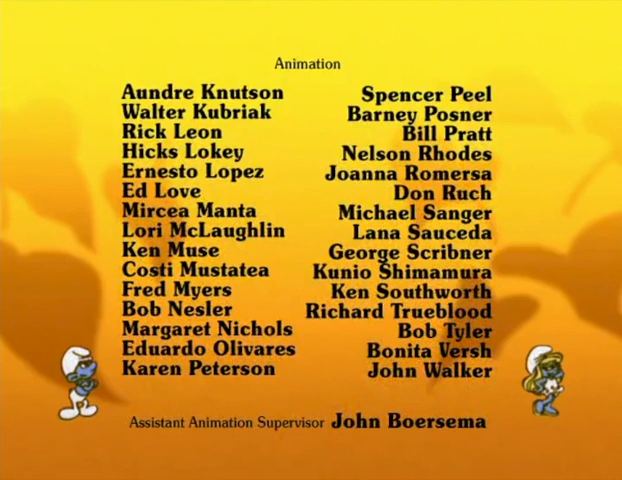 Animation
Aundre Knutson
Walter Kubriak
Rick Leon
Hicks Lokey
Ernesto Lopez
Ed Love
Mircea Manta
Lori McLaughlin
Ken Muse
Costi Mustatea
Fred Myers
Bob Nesler
Margaret Nichols
Eduardo Olivares
Karen Peterson
Spencer Peel
Barney Posner
Bill Pratt
Nelson Rhodes
Joanna Romersa
Don Ruch
Michael Sanger
Lana Sauceda
George Scribner
Kunio Shimamura
Ken Southworth
Richard Trueblood
Bob Tyler
Bonita Versh
John Walker
Assistant Animation Supervisor John Boersema